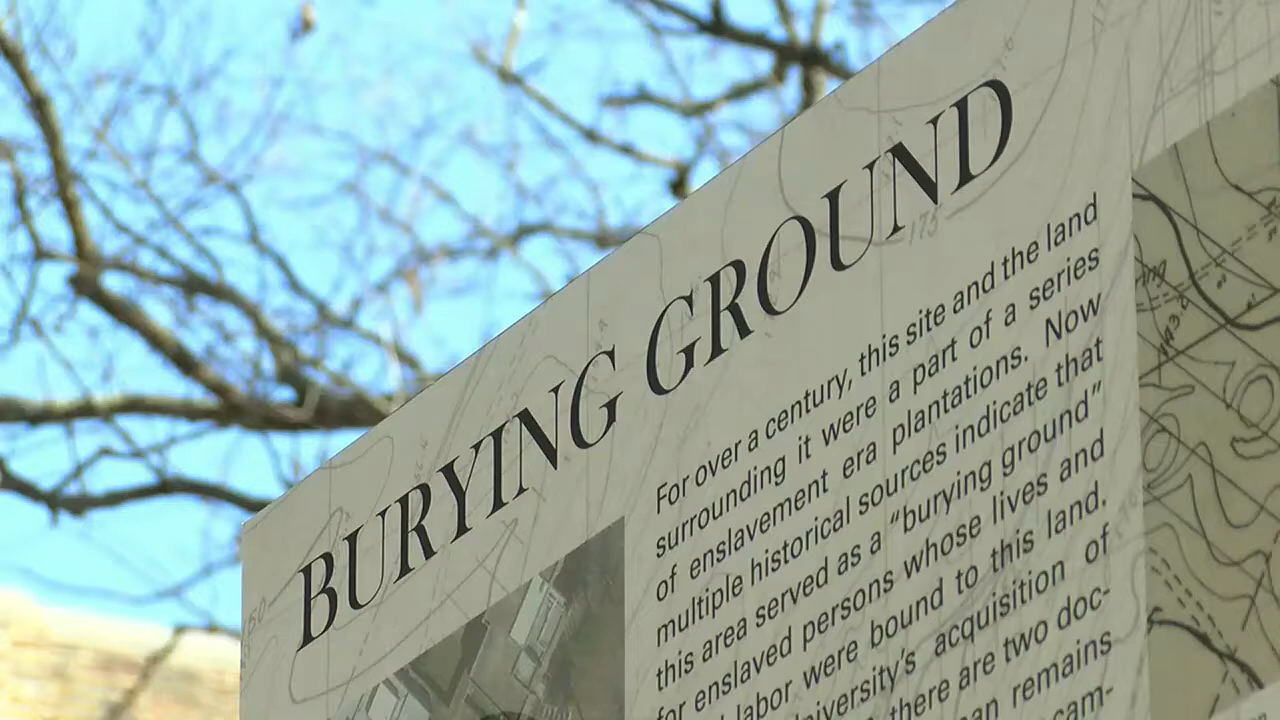 BURYING GROUND
For over a century, this site and the land
surrounding it were a part of a series
of enslavement era plantations. Now
multiple historical sources indicate that
this area served as a "burying ground"
for enslaved persons whose lives and
labor were bound to this land.
acquisition of
there are two doc-
remains
175